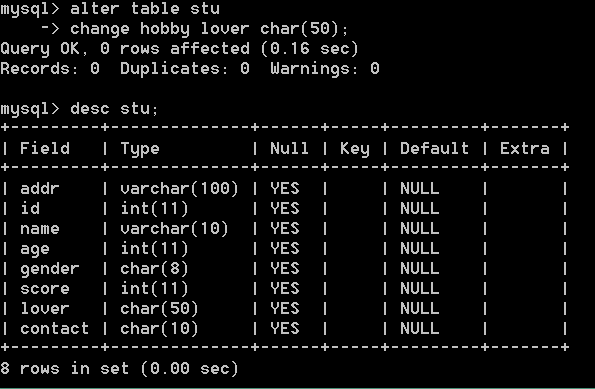 mysql> alter table stu
    -> change hobby lover char(50);
Query OK, 0 rows affected (0.16 sec)
Records: 0  Duplicates: 0  Warnings: 0

mysql> desc stu;
+---------+--------------+------+-----+---------+-------+
| Field   | Type         | Null | Key | Default | Extra |
+---------+--------------+------+-----+---------+-------+
| addr    | varchar(100) | YES  |     | NULL    |       |
| id      | int(11)      | YES  |     | NULL    |       |
| name    | varchar(10)  | YES  |     | NULL    |       |
| age     | int(11)      | YES  |     | NULL    |       |
| gender  | char(8)      | YES  |     | NULL    |       |
| score   | int(11)      | YES  |     | NULL    |       |
| lover   | char(50)     | YES  |     | NULL    |       |
| contact | char(10)     | YES  |     | NULL    |       |
+---------+--------------+------+-----+---------+-------+
8 rows in set (0.00 sec)